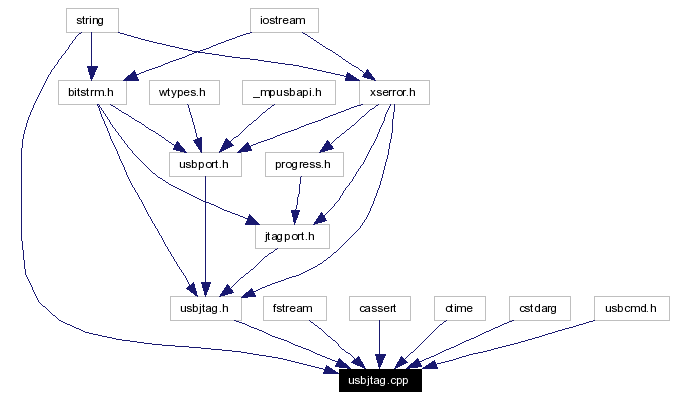 string
iostream
bitstrm.h
wtypes.h
_mpusbapi.h
xserror.h
usbport.h
progress.h
jtagport.h
usbjtag.h
fstream
cassert
ctime
cstdarg
usbcmd.h
usbjtag.cpp